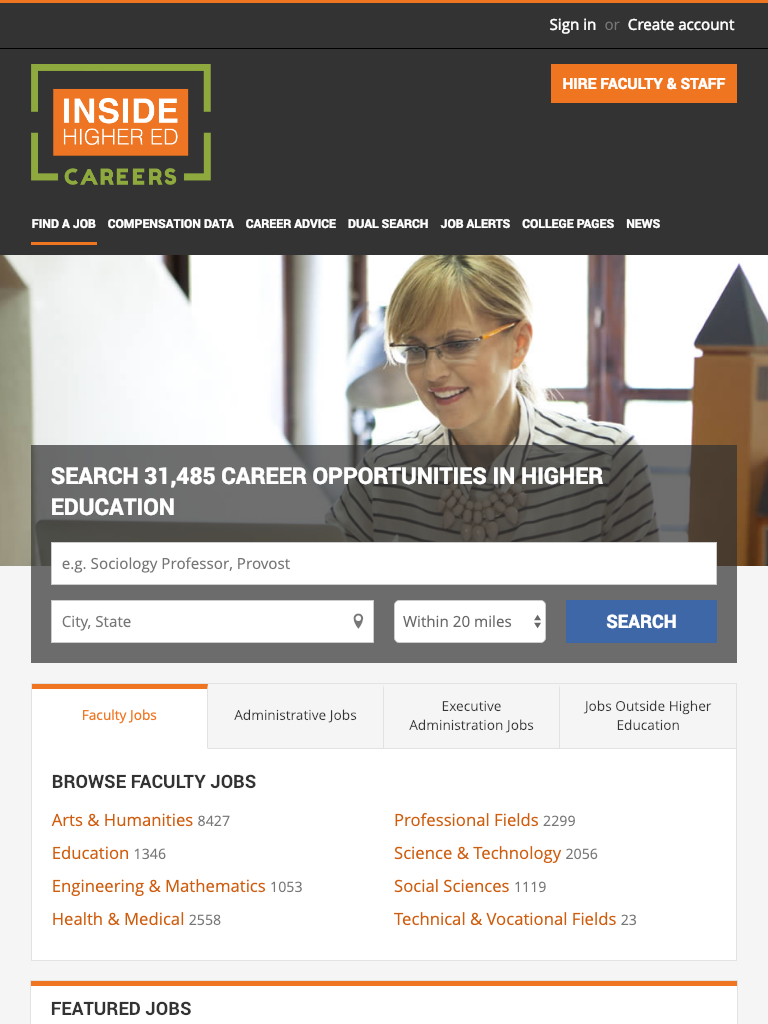 Sign in or Create account
INSIDE
HIGHER ED
CAREERS
HIRE FACULTY & STAFF
FIND A JOB COMPENSATION DATA CAREER ADVICE DUAL SEARCH JOB ALERTS COLLEGE PAGES NEWS
SEARCH 31,485 CAREER OPPORTUNITIES IN HIGHER
EDUCATION
e.g. Sociology Professor, Provost
City, State Within 20 miles SEARCH
Faculty Jobs
Administrative Jobs
Executive
Administration Jobs
Jobs Outside Higher
Education
BROWSE FACULTY JOBS
Arts & Humanities 8427
Education 1346
Engineering & Mathematics 1053
Health & Medical 2558
Professional Fields 2299
Science & Technology 2056
Social Sciences 1119
Technical & Vocational Fields 23
FEATURED JOBS